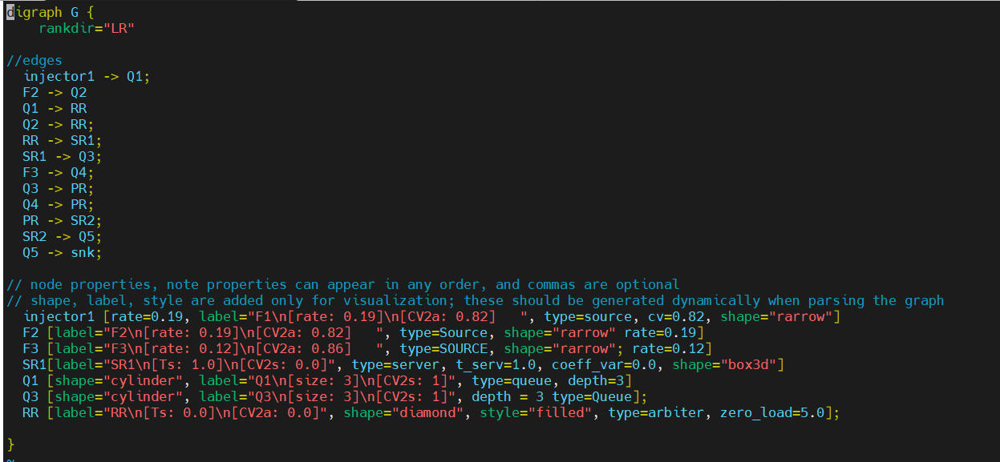 digraph G {
    rankdir="LR"

//edges
  injector1 -> Q1;
  F2 -> Q2
  Q1 -> RR
  Q2 -> RR;
  RR -> SR1;
  SR1 -> Q3;
  F3 -> Q4;
  Q3 -> PR;
  Q4 -> PR;
  PR -> SR2;
  SR2 -> Q5;
  Q5 -> snk;

// node properties, note properties can appear in any order, and commas are optional
// shape, label, style are added only for visualization; these should be generated dynamically when parsing the graph
  injector1 [rate=0.19, label="F1\n[rate: 0.19]\n[CV2a: 0.82]   ", type=source, cv=0.82, shape="rarrow"]
  F2 [label="F2\n[rate: 0.19]\n[CV2a: 0.82]   ", type=Source, shape="rarrow" rate=0.19]
  F3 [label="F3\n[rate: 0.12]\n[CV2a: 0.86]   ", type=SOURCE, shape="rarrow"; rate=0.12]
  SR1[label="SR1\n[Ts: 1.0]\n[CV2s: 0.0]", type=server, t_serv=1.0, coeff_var=0.0, shape="box3d"]
  Q1 [shape="cylinder", label="Q1\n[size: 3]\n[CV2s: 1]", type=queue, depth=3]
  Q3 [shape="cylinder", label="Q3\n[size: 3]\n[CV2s: 1]", depth = 3 type=Queue];
  RR [label="RR\n[Ts: 0.0]\n[CV2a: 0.0]", shape="diamond", style="filled", type=arbiter, zero_load=5.0];

}
~